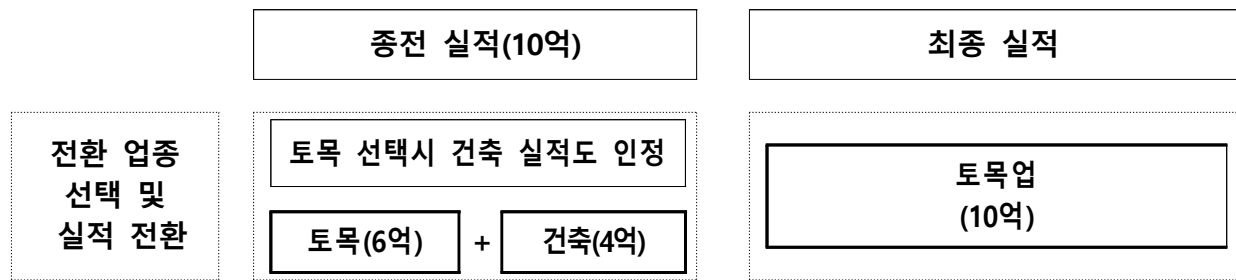 종전 실적(10억)
최종 실적
전환 업종
선택 및
실적 전환
토목 선택시 건축 실적도 인정
토목(6억) + 건축(4억)
토목업
(10억)